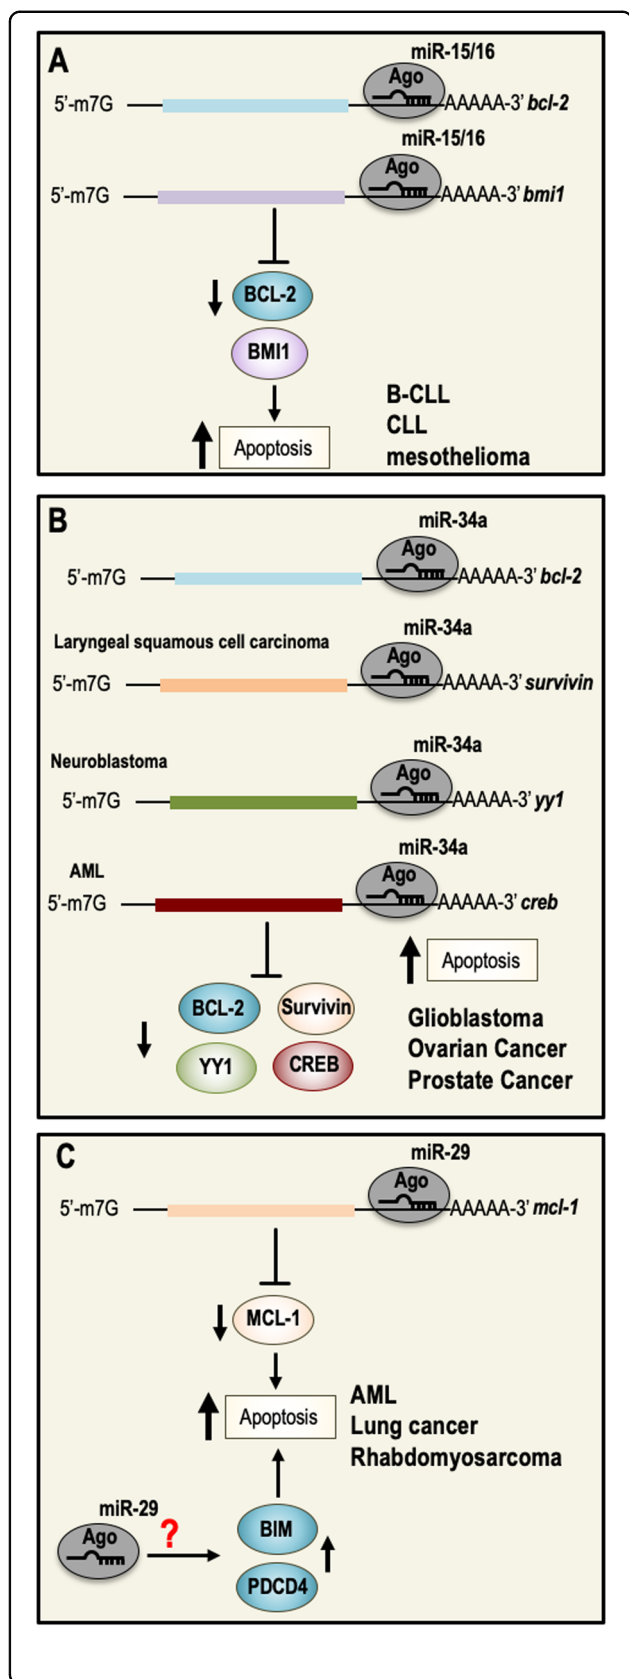 A
miR-15/16
Ago
5’-m7G AAAAA-3’ bcl-2
miR-15/16
Ago
5’-m7G AAAAA-3’ bmi1
BCL-2
BMI1
Apoptosis
B-CLL
CLL
mesothelioma
B
miR-34a
Ago
5’-m7G AAAAA-3’ bcl-2
miR-34a
Laryngeal squamous cell carcinoma
Ago
5’-m7G AAAAA-3’ survivin
miR-34a
Neuroblastoma
Ago
5’-m7G AAAAA-3’ yy1
miR-34a
AML
Ago
5’-m7G AAAAA-3’ creb
Apoptosis
BCL-2 Survivin
YY1 CREB
Glioblastoma
Ovarian Cancer
Prostate Cancer
C
miR-29
Ago
5’-m7G AAAAA-3’ mcl-1
MCL-1
Apoptosis
AML
Lung cancer
Rhabdomyosarcoma
miR-29
Ago
?
BIM
PDCD4